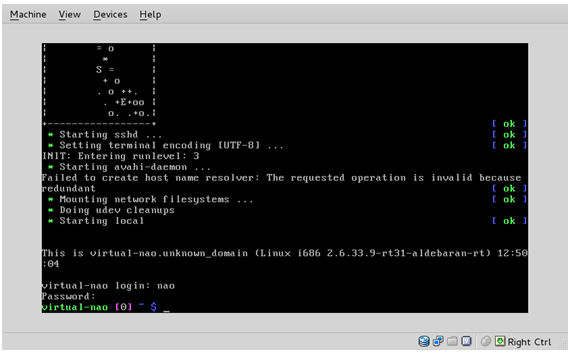 Machine View Devices Help
= o
*
S =
+ o
. o ++.
. +E+oo
o. .+o.
+-----------------+ [ ok ]
* Starting sshd ... [ ok ]
* Setting terminal encoding [UTF-8] ... [ ok ]
INIT: Entering runlevel: 3
* Starting avahi-daemon ...
Failed to create host name resolver: The requested operation is invalid because
redundant [ ok ]
* Mounting network filesystems ... [ ok ]
* Doing udev cleanups
* Starting local [ ok ]
This is virtual-nao.unknown_domain (Linux i686 2.6.33.9-rt31-aldebaran-rt) 12:50
:04
virtual-nao login: nao
Password:
virtual-nao [0] ~ $ _
Right Ctrl